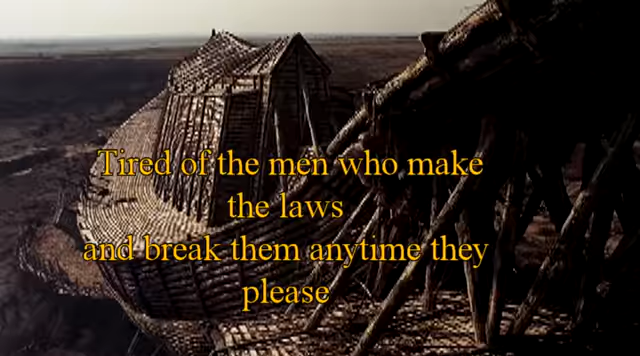 Tired of the men who make
the laws
and break them anytime they
please